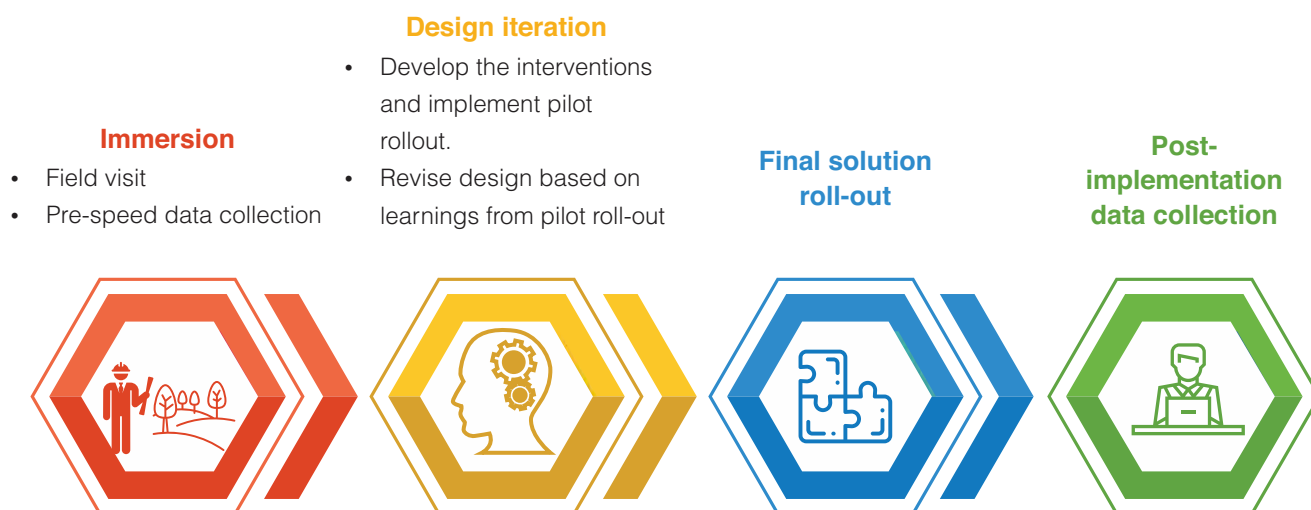 Immersion
• Field visit
• Pre-speed data collection
Design iteration
• Develop the interventions
and implement pilot
rollout.
• Revise design based on
learnings from pilot roll-out
Final solution
roll-out
Post-
implementation
data collection